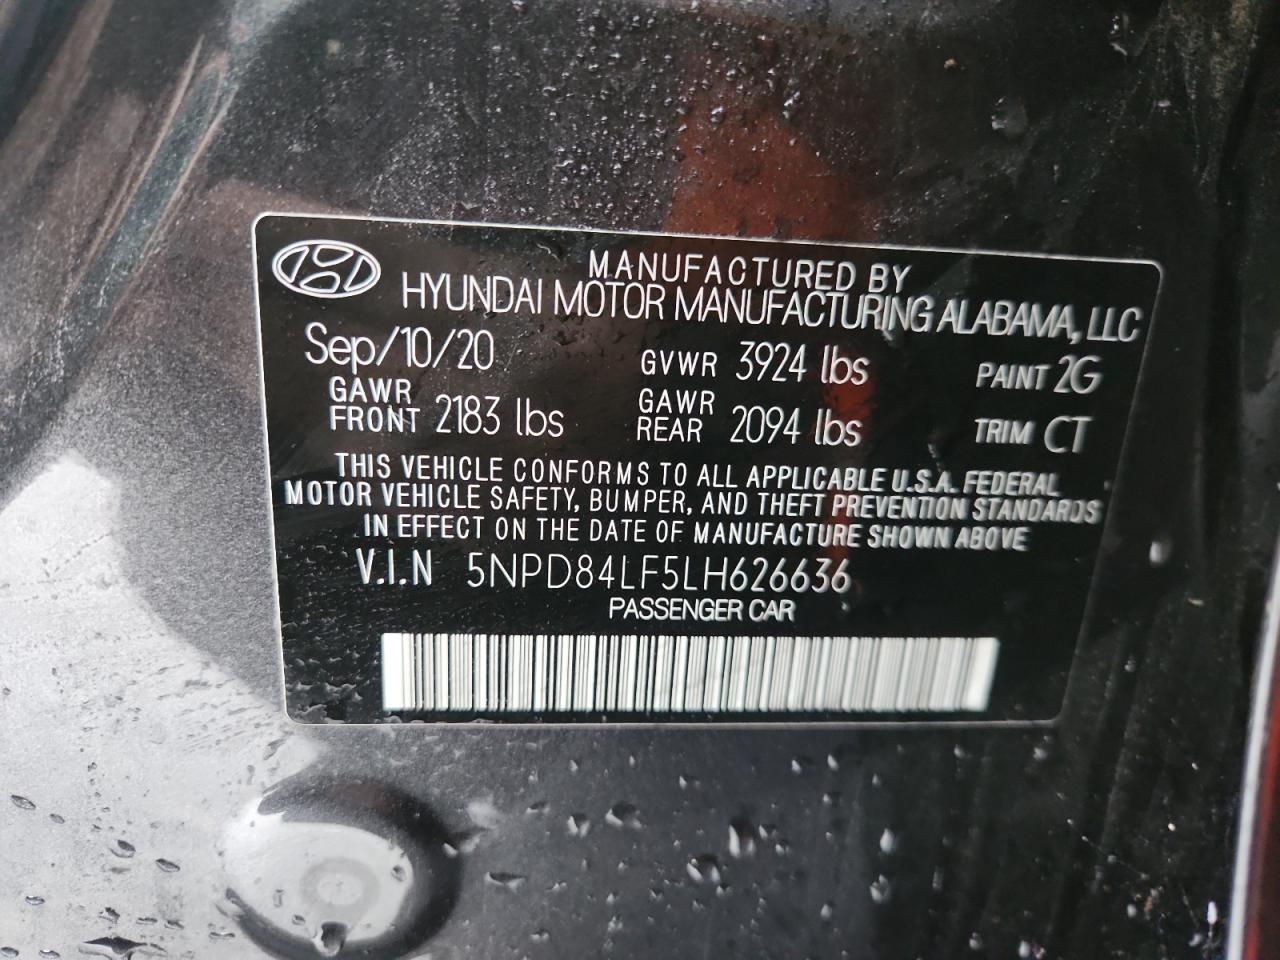 MANUFACTURED BY
HYUNDAI MOTOR MANUFACTURING ALABAMA, LLC
Sep/10/20 GVWR 3924 lbs PAINT 2G
GAWR FRONT 2183 lbs GAWR REAR 2094 lbs TRIM CT
THIS VEHICLE CONFORMS TO ALL APPLICABLE U.S.A. FEDERAL
MOTOR VEHICLE SAFETY, BUMPER, AND THEFT PREVENTION STANDARDS
IN EFFECT ON THE DATE OF MANUFACTURE SHOWN ABOVE
V.I.N 5NPD84LF5LH626636
PASSENGER CAR